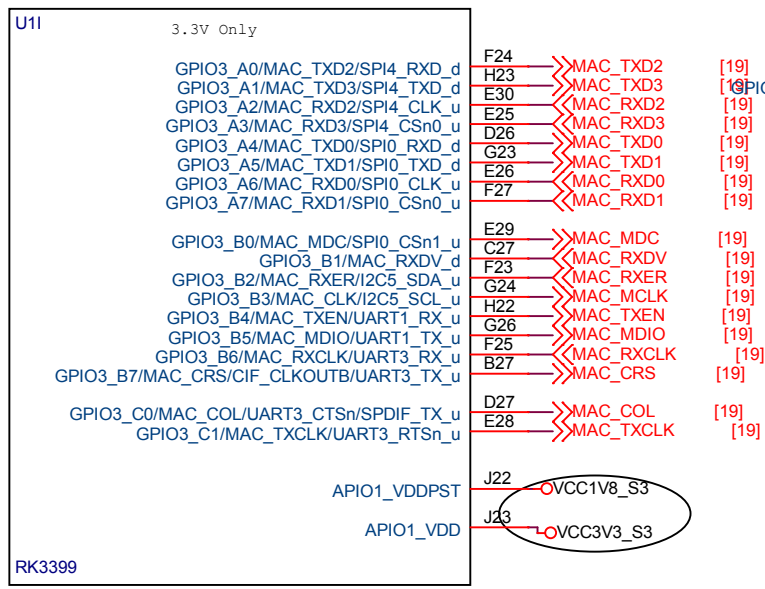 U1I
3.3V Only
GPIO3_A0/MAC_TXD2/SPI4_RXD_d F24 MAC_TXD2 [19]
GPIO3_A1/MAC_TXD3/SPI4_TXD_d H23 MAC_TXD3 [19]
GPIO3_A2/MAC_RXD2/SPI4_CLK_u E30 MAC_RXD2 [19]
GPIO3_A3/MAC_RXD3/SPI4_CSn0_u E25 MAC_RXD3 [19]
GPIO3_A4/MAC_TXD0/SPI0_RXD_d D26 MAC_TXD0 [19]
GPIO3_A5/MAC_TXD1/SPI0_TXD_d G23 MAC_TXD1 [19]
GPIO3_A6/MAC_RXD0/SPI0_CLK_u E26 MAC_RXD0 [19]
GPIO3_A7/MAC_RXD1/SPI0_CSn0_u F27 MAC_RXD1 [19]
GPIO3_B0/MAC_MDC/SPI0_CSn1_u E29 MAC_MDC [19]
GPIO3_B1/MAC_RXDV_d C27 MAC_RXDV [19]
GPIO3_B2/MAC_RXER/I2C5_SDA_u F23 MAC_RXER [19]
GPIO3_B3/MAC_CLK/I2C5_SCL_u G24 MAC_MCLK [19]
GPIO3_B4/MAC_TXEN/UART1_RX_u H22 MAC_TXEN [19]
GPIO3_B5/MAC_MDIO/UART1_TX_u G26 MAC_MDIO [19]
GPIO3_B6/MAC_RXCLK/UART3_RX_u F25 MAC_RXCLK [19]
GPIO3_B7/MAC_CRS/CIF_CLKOUTB/UART3_TX_u B27 MAC_CRS [19]
GPIO3_C0/MAC_COL/UART3_CTSn/SPDIF_TX_u D27 MAC_COL [19]
GPIO3_C1/MAC_TXCLK/UART3_RTSn_u E28 MAC_TXCLK [19]
APIO1_VDDPST J22 VCC1V8_S3
APIO1_VDD J23 VCC3V3_S3
RK3399